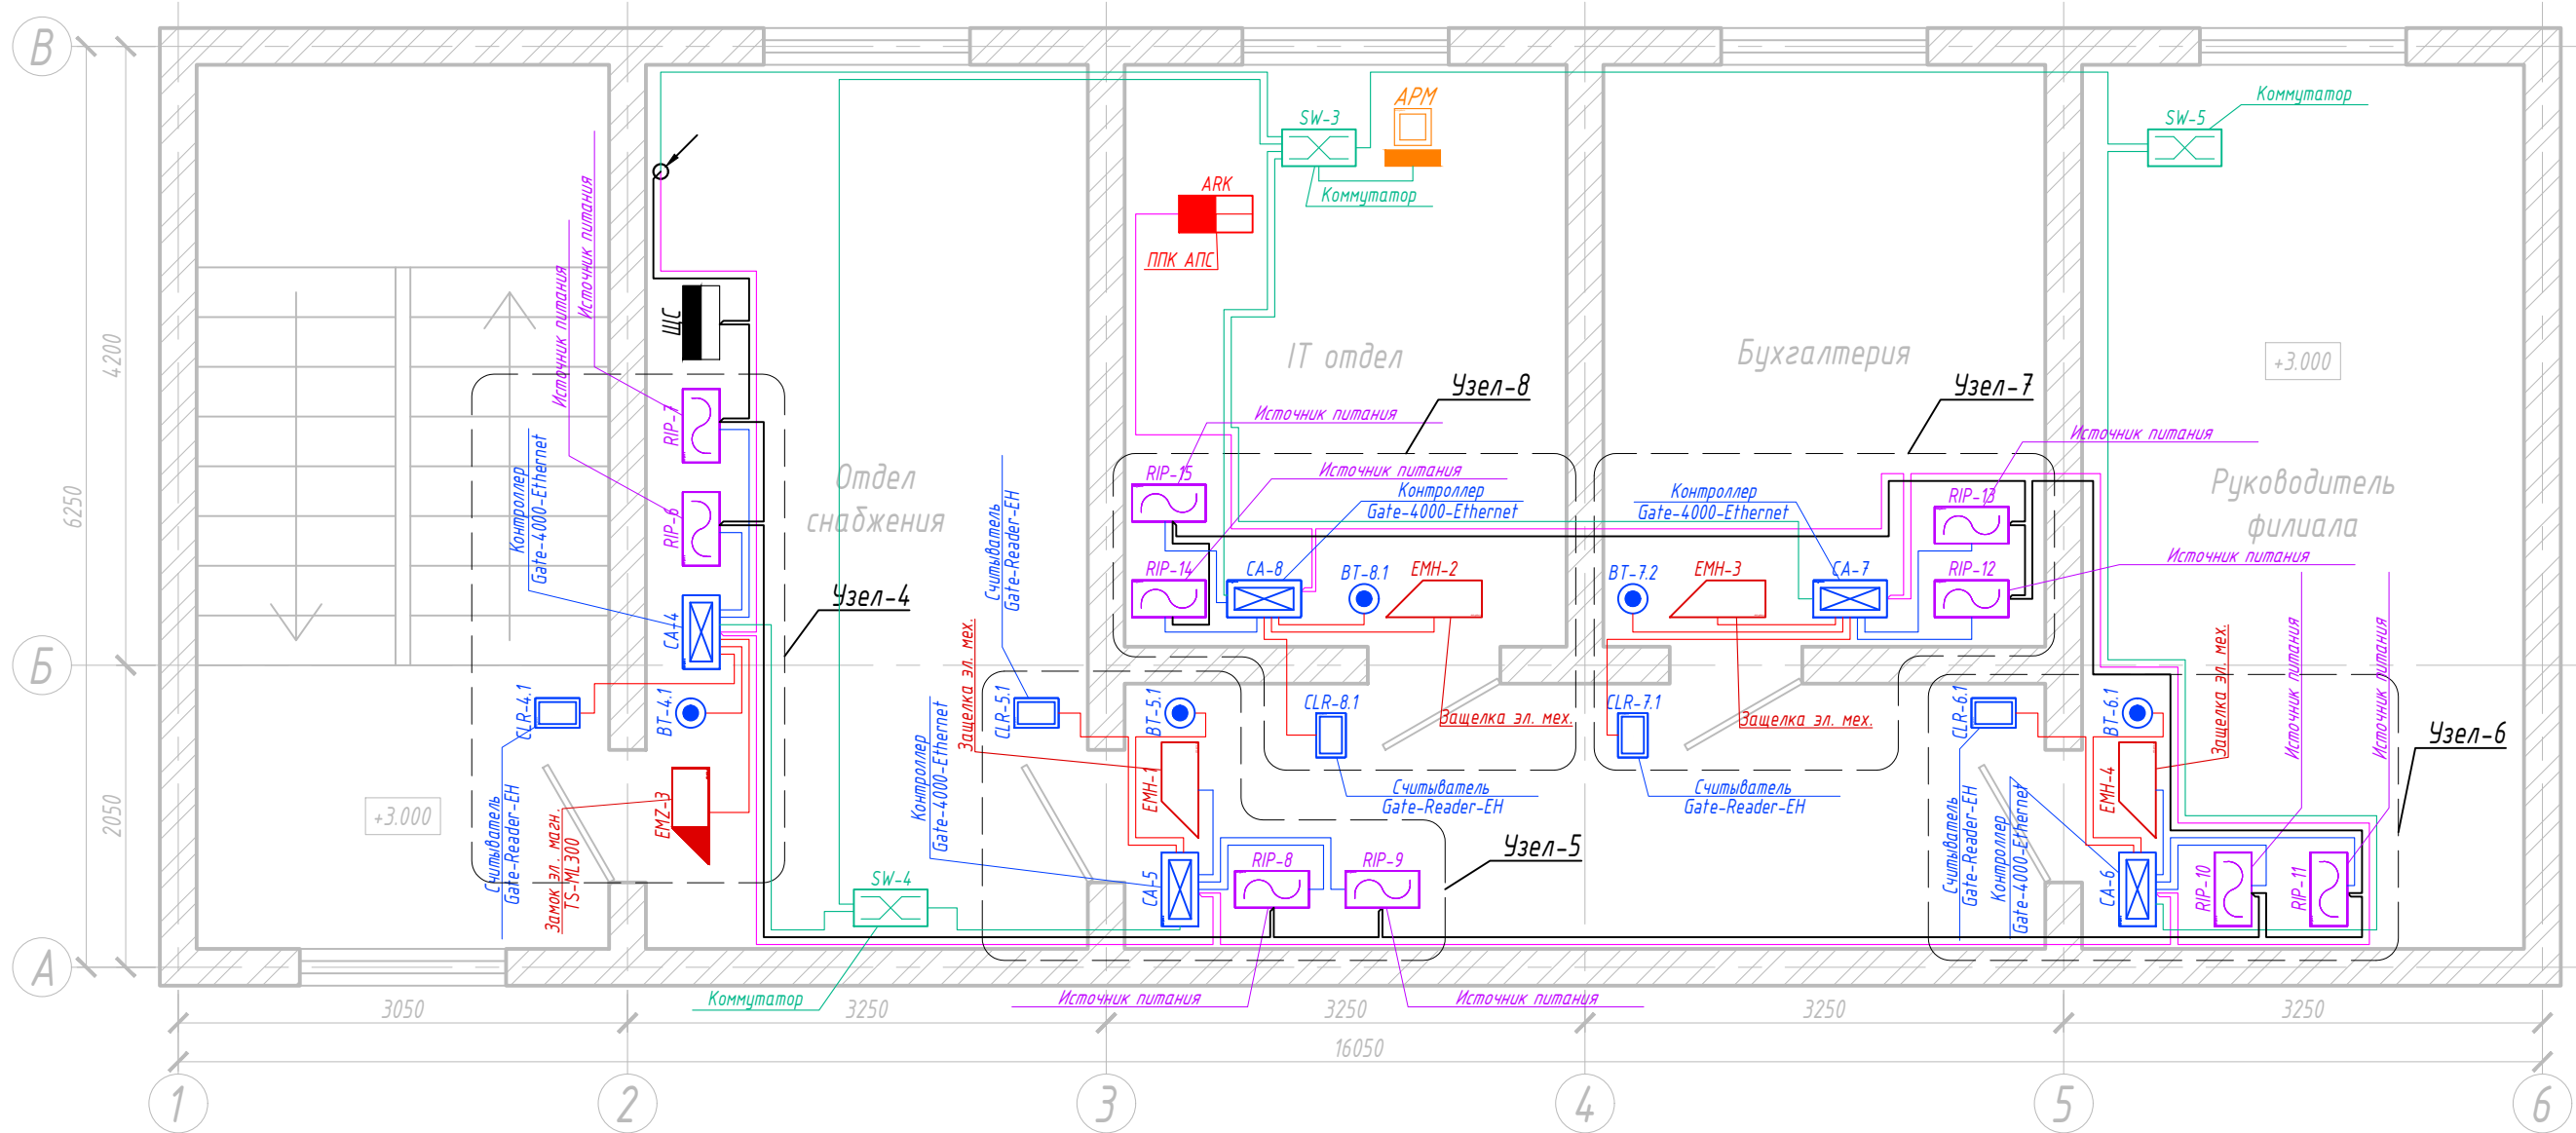 В
Б
А
4200
6250
2050
Источник питания
Источник питания
Контроллер
Gate-4000-Ethernet
ЩС
RIP-7
RIP-6
CA-4
CLR-4.1
BT-4.1
EMZ-3
Считыватель
Gate-Reader-EH
Замок эл. магн.
TS-ML300
+3.000
Узел-4
Отдел
снабжения
SW-4
Коммутатор
Считыватель
Gate-Reader-EH
Защелка эл. мех.
Контроллер
Gate-4000-Ethernet
CLR-5.1
BT-5.1
EMH-1
CA-5
RIP-8
RIP-9
Узел-5
Источник питания
Источник питания
SW-3
АРМ
Коммутатор
ARK
ППК АПС
IT отдел
Узел-8
Источник питания
RIP-15
Источник питания
RIP-14
Контроллер
Gate-4000-Ethernet
CA-8
BT-8.1
EMH-2
CLR-8.1
Защелка эл. мех.
Считыватель
Gate-Reader-EH
Бухгалтерия
Узел-7
Источник питания
RIP-13
Контроллер
Gate-4000-Ethernet
BT-7.2
EMH-3
CA-7
RIP-12
Источник питания
CLR-7.1
Защелка эл. мех.
Считыватель
Gate-Reader-EH
SW-5
Коммутатор
+3.000
Руководитель
филиала
CLR-6.1
BT-6.1
EMH-4
Защелка эл. мех.
Источник питания
Источник питания
Узел-6
Считыватель
Gate-Reader-EH
Контроллер
Gate-4000-Ethernet
CA-6
RIP-10
RIP-11
3050
3250
3250
3250
3250
16050
1
2
3
4
5
6